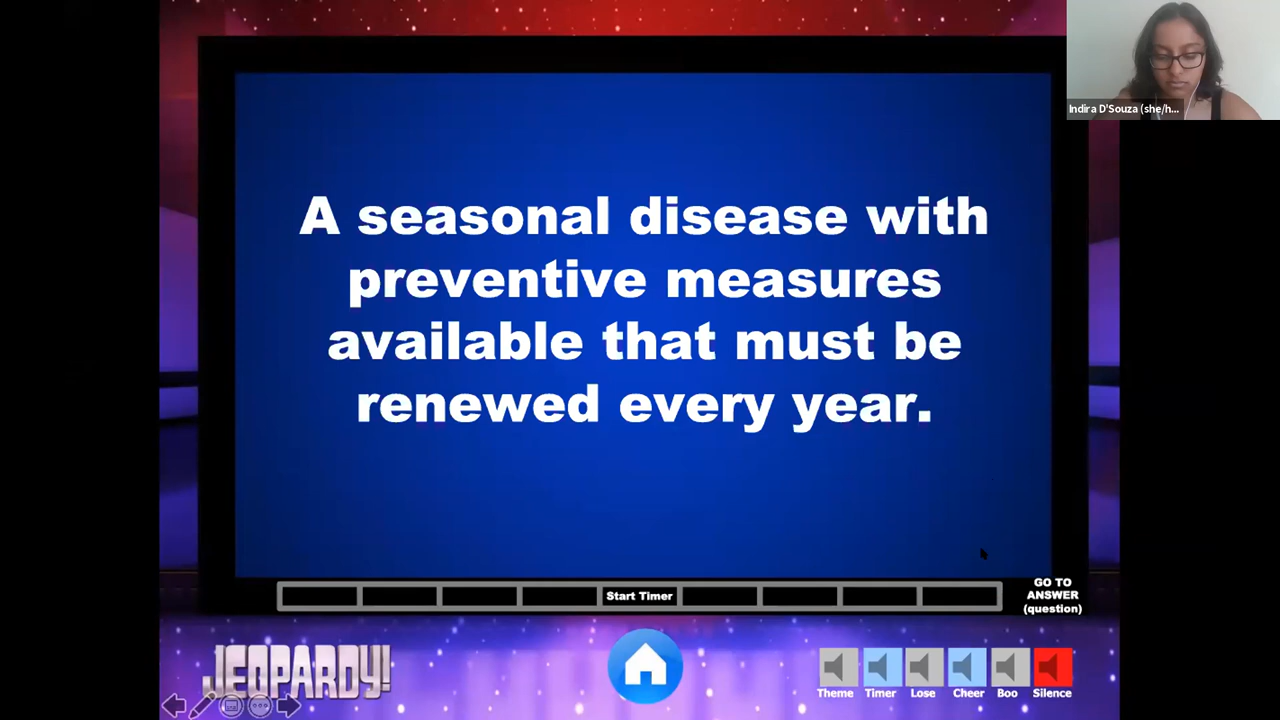 Indira D'Souza (she/h...
A seasonal disease with
preventive measures
available that must be
renewed every year.
Start Timer
GO TO
ANSWER
(question)
JEOPARDY!
Theme Timer Lose Cheer Boo Silence